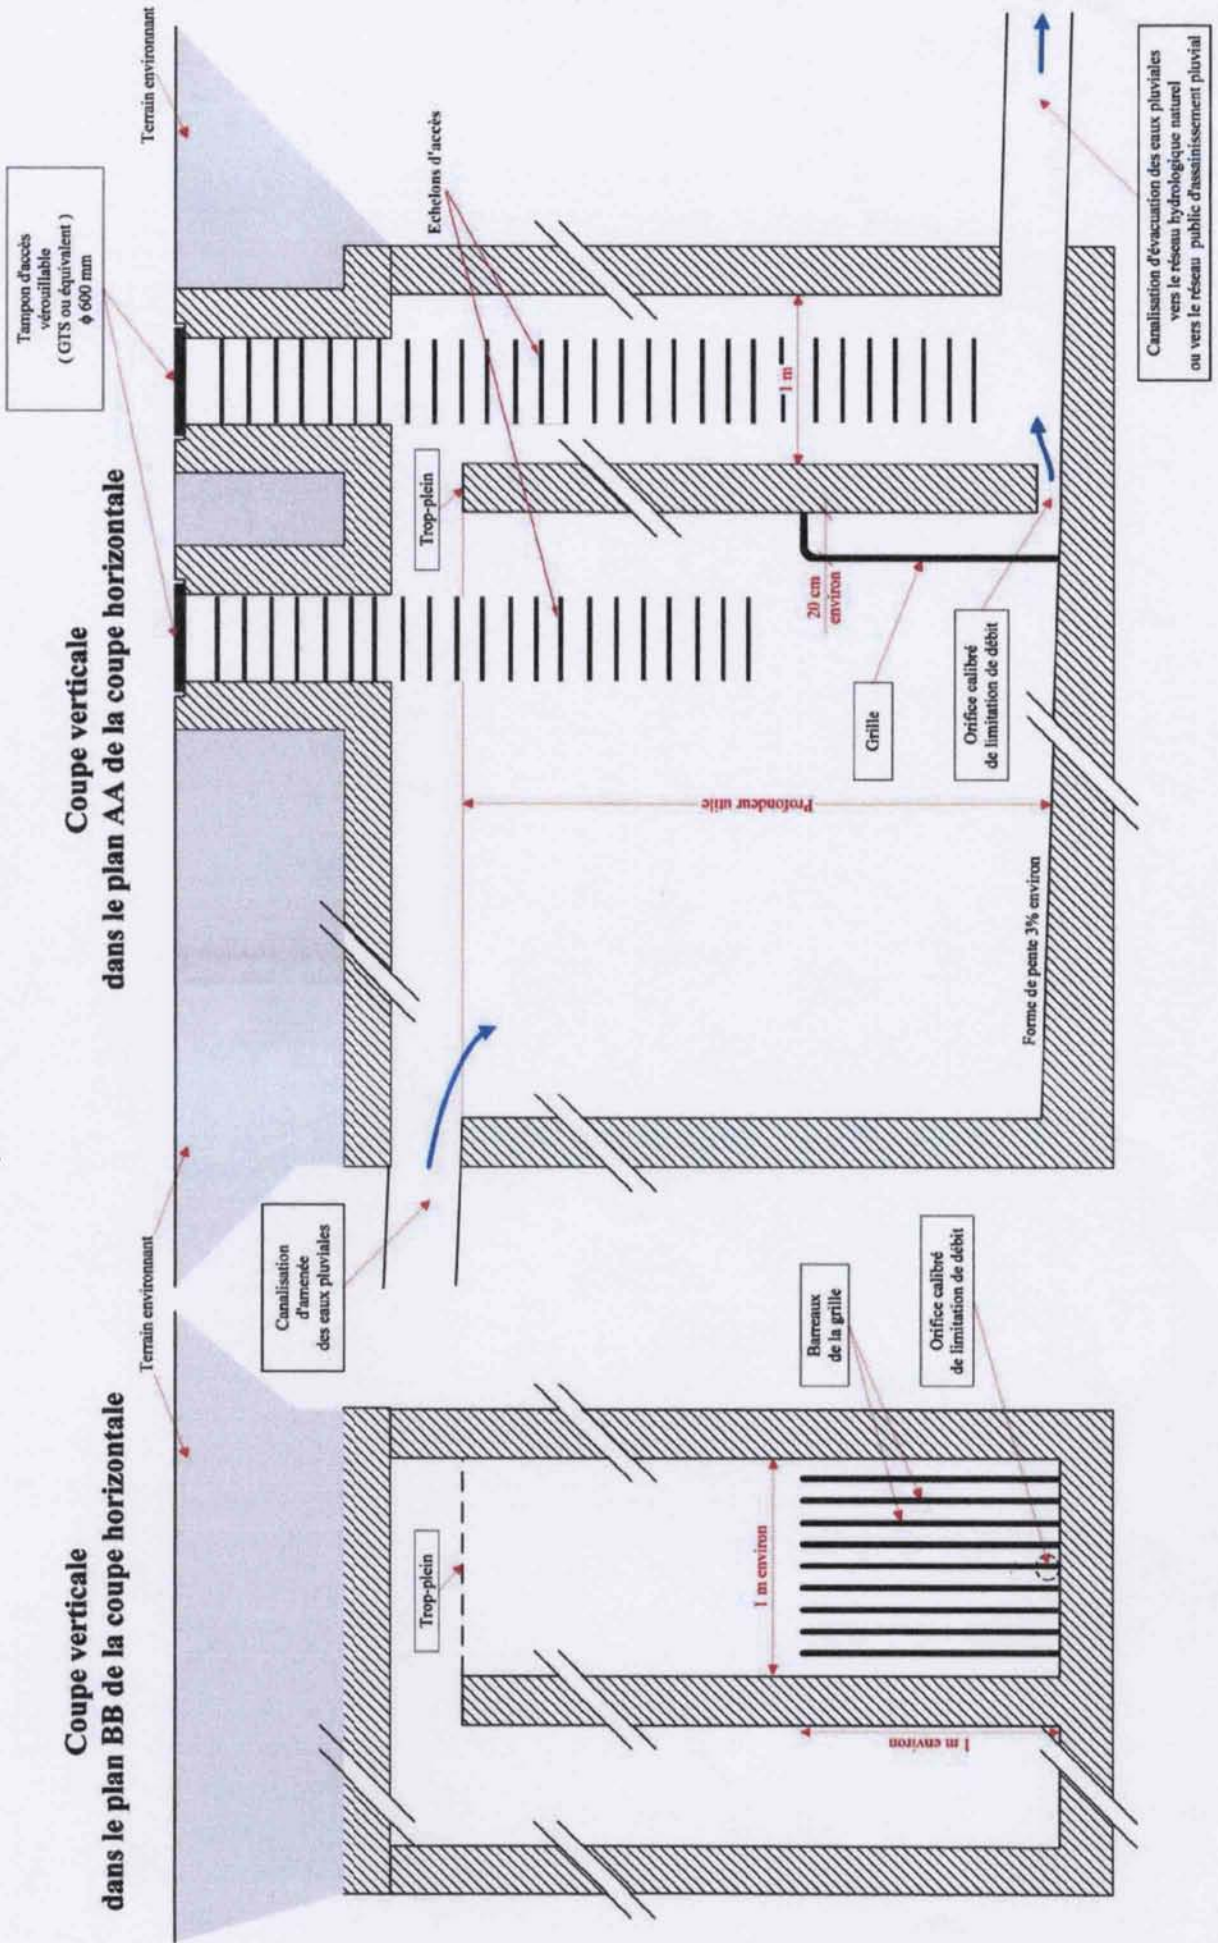 Coupe verticale
dans le plan BB de la coupe horizontale
Terrain environnant
Trop-plein
1 m environ
Barreaux
de la grille
Orifice calibré
de limitation de débit
1 m environ
Coupe verticale
dans le plan AA de la coupe horizontale
Tampon d'accès
vérouillable
( GTS ou équivalent )
ϕ 600 mm
Terrain environnant
Canalisation
d'amenée
des eaux pluviales
Trop-plein
Echelons d'accès
Profondeur utile
20 cm
environ
1 m
Grille
Orifice calibré
de limitation de débit
Forme de pente 3% environ
Canalisation d'évacuation des eaux pluviales
vers le réseau hydrologique naturel
ou vers le réseau public d'assainissement pluvial